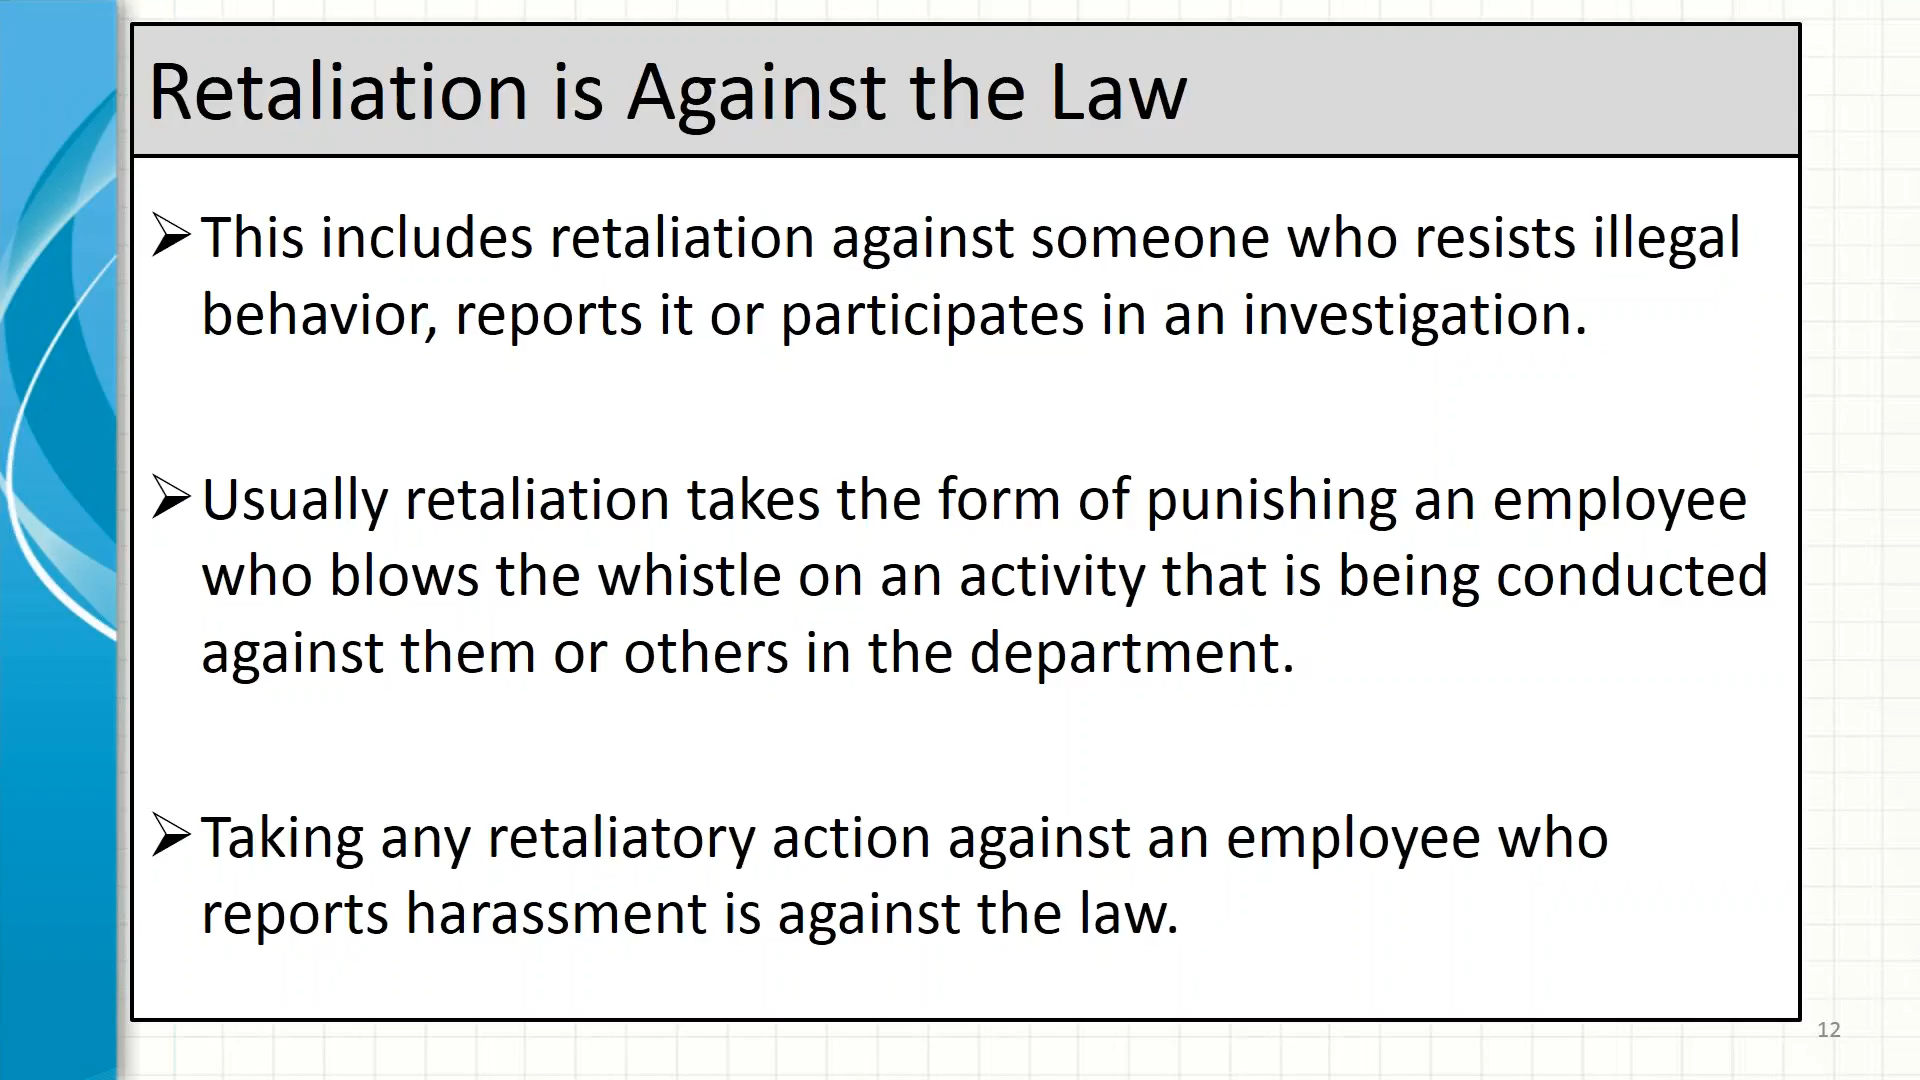 Retaliation is Against the Law
➢This includes retaliation against someone who resists illegal
behavior, reports it or participates in an investigation.
➢Usually retaliation takes the form of punishing an employee
who blows the whistle on an activity that is being conducted
against them or others in the department.
➢Taking any retaliatory action against an employee who
reports harassment is against the law.
12